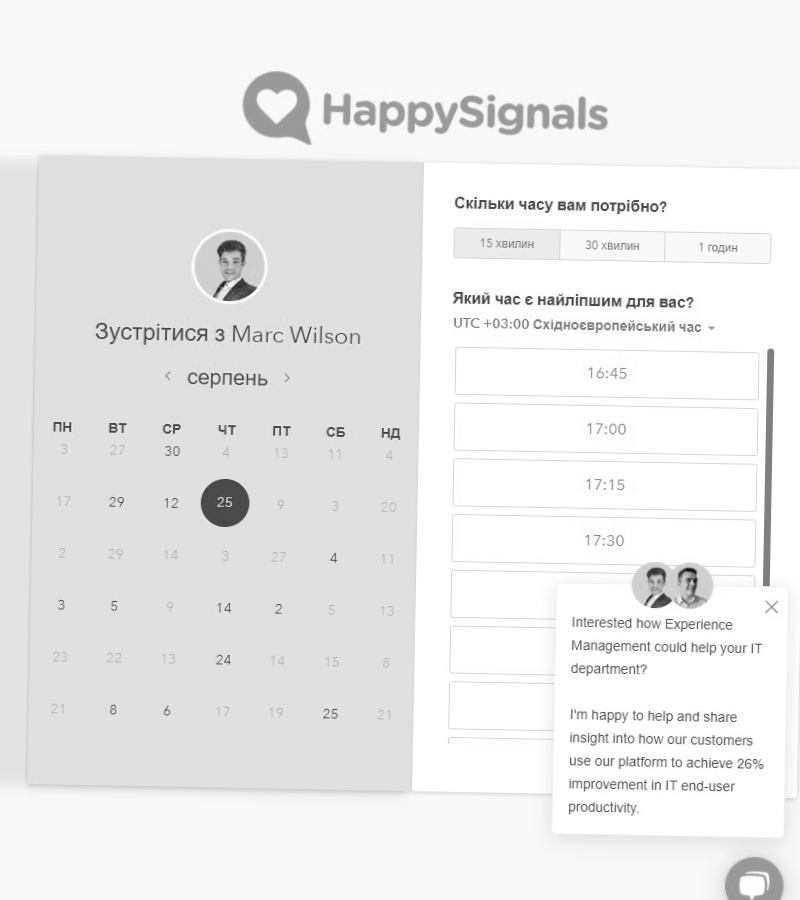 HappySignals
Зустрітися з Marc Wilson
серпень
ПН ВТ СР ЧТ ПТ СБ НД
3 27 30 4 13 11 4
17 29 12 25 9 3 20
2 29 14 3 27 4 11
3 5 9 14 2 5 13
23 22 13 24 14 15 8
21 8 6 17 19 25 21
Скільки часу вам потрібно?
15 хвилин 30 хвилин 1 годин
Який час є найліпшим для вас?
UTC +03:00 Східноєвропейський час
16:45
17:00
17:15
17:30
Interested how Experience
Management could help your IT
department?
I'm happy to help and share
insight into how our customers
use our platform to achieve 26%
improvement in IT end-user
productivity.